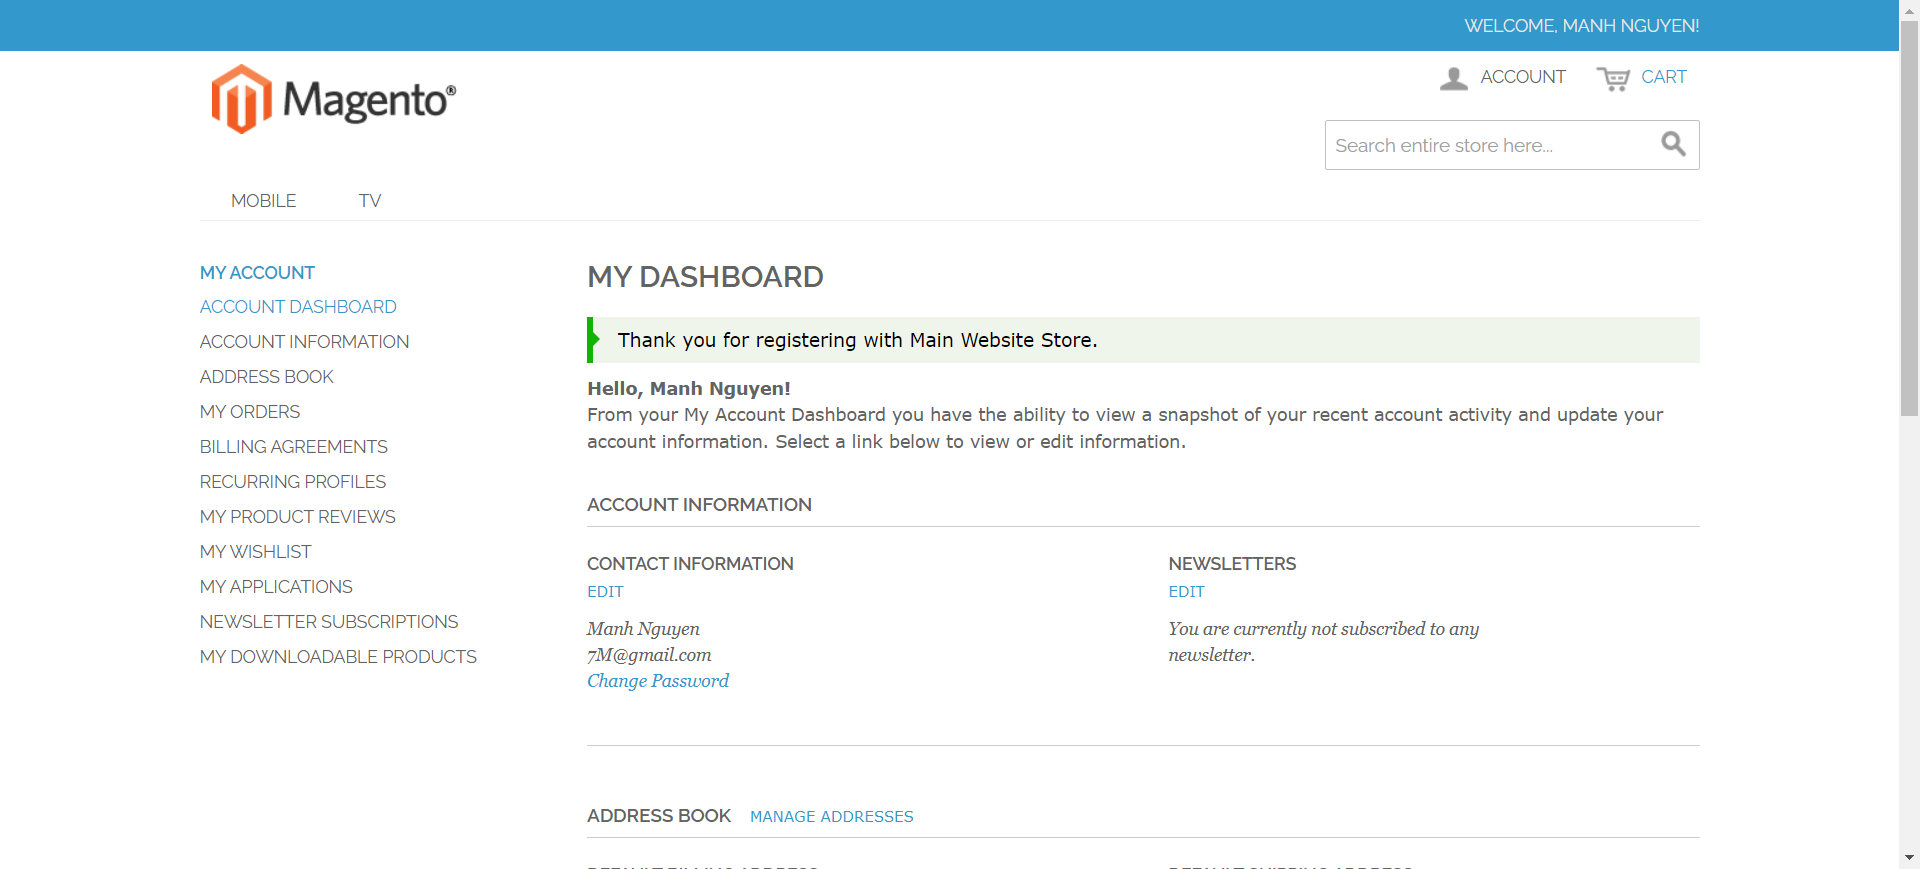 WELCOME, MANH NGUYEN!
Magento®
ACCOUNT
CART
Search entire store here...
MOBILE
TV
MY ACCOUNT
ACCOUNT DASHBOARD
ACCOUNT INFORMATION
ADDRESS BOOK
MY ORDERS
BILLING AGREEMENTS
RECURRING PROFILES
MY PRODUCT REVIEWS
MY WISHLIST
MY APPLICATIONS
NEWSLETTER SUBSCRIPTIONS
MY DOWNLOADABLE PRODUCTS
MY DASHBOARD
Thank you for registering with Main Website Store.
Hello, Manh Nguyen!
From your My Account Dashboard you have the ability to view a snapshot of your recent account activity and update your
account information. Select a link below to view or edit information.
ACCOUNT INFORMATION
CONTACT INFORMATION
EDIT
Manh Nguyen
7M@gmail.com
Change Password
NEWSLETTERS
EDIT
You are currently not subscribed to any
newsletter.
ADDRESS BOOK
MANAGE ADDRESSES